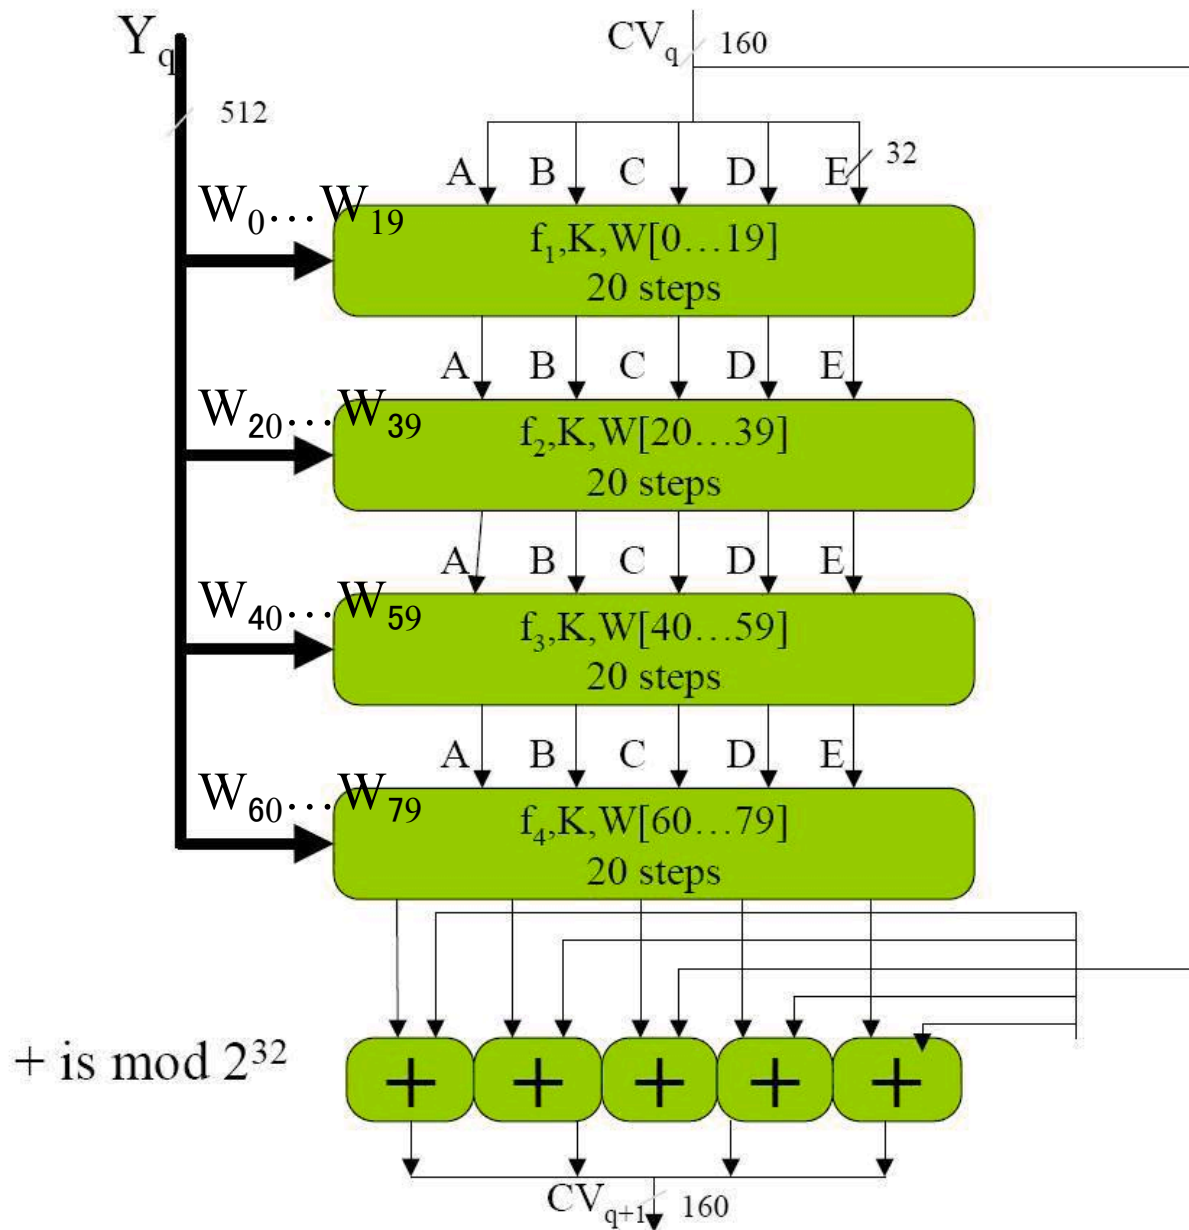 Y_q
CV_q 160
512
32
A B C D E
W_0...W_19
f_1,K,W[0...19]
20 steps
A B C D E
W_20...W_39
f_2,K,W[20...39]
20 steps
A B C D E
W_40...W_59
f_3,K,W[40...59]
20 steps
A B C D E
W_60...W_79
f_4,K,W[60...79]
20 steps
+ is mod 2^32
+ + + + +
CV_q+1 160